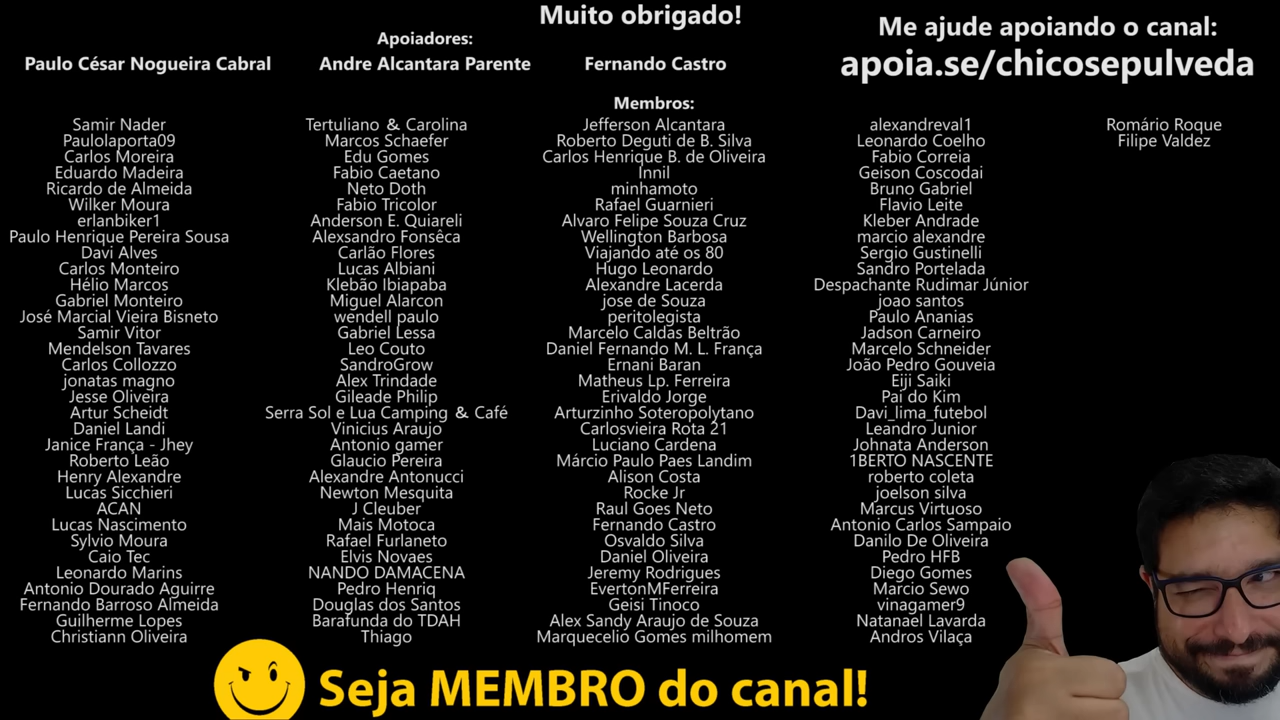 Muito obrigado!
Me ajude apoiando o canal:
apoia.se/chicosepulveda
Apoiadores:
Paulo César Nogueira Cabral
Andre Alcantara Parente
Fernando Castro
Membros:
Samir Nader
Paulolaporta09
Carlos Moreira
Eduardo Madeira
Ricardo de Almeida
Wilker Moura
erlanbiker1
Paulo Henrique Pereira Sousa
Davi Alves
Carlos Monteiro
Hélio Marcos
Gabriel Monteiro
José Marcial Vieira Bisneto
Samir Vitor
Mendelson Tavares
Carlos Collozzo
jonatas magno
Jesse Oliveira
Artur Scheidt
Daniel Landi
Janice França - Jhey
Roberto Leão
Henry Alexandre
Lucas Sicchieri
ACAN
Lucas Nascimento
Sylvio Moura
Caio Tec
Leonardo Marins
Antonio Dourado Aguirre
Fernando Barroso Almeida
Guilherme Lopes
Christiann Oliveira
Tertuliano & Carolina
Marcos Schaefer
Edu Gomes
Fabio Caetano
Neto Doth
Fabio Tricolor
Anderson E. Quiareli
Alexsandro Fonsêca
Carlão Flores
Lucas Albiani
Klebão Ibiapaba
Miguel Alarcon
wendell paulo
Gabriel Lessa
Leo Couto
SandroGrow
Alex Trindade
Gileade Philip
Serra Sol e Lua Camping & Café
Vinicius Araujo
Antonio gamer
Glaucio Pereira
Alexandre Antonucci
Newton Mesquita
J Cleuber
Mais Motoca
Rafael Furlaneto
Elvis Novaes
NANDO DAMACENA
Pedro Henriq
Douglas dos Santos
Barafunda do TDAH
Thiago
Jefferson Alcantara
Roberto Deguti de B. Silva
Carlos Henrique B. de Oliveira
Innil
minhamoto
Rafael Guarnieri
Alvaro Felipe Souza Cruz
Wellington Barbosa
Viajando até os 80
Hugo Leonardo
Alexandre Lacerda
jose de Souza
peritolegista
Marcelo Caldas Beltrão
Daniel Fernando M. L. França
Ernani Baran
Matheus Lp. Ferreira
Erivaldo Jorge
Arturzinho Soteropolytano
Carlosvieira Rota 21
Luciano Cardena
Márcio Paulo Paes Landim
Alison Costa
Rocke Jr
Raul Goes Neto
Fernando Castro
Osvaldo Silva
Daniel Oliveira
Jeremy Rodrigues
EvertonMFerreira
Geisi Tinoco
Alex Sandy Araujo de Souza
Marquecelio Gomes milhomem
alexandreval1
Leonardo Coelho
Fabio Correia
Geison Coscodai
Bruno Gabriel
Flavio Leite
Kleber Andrade
marcio alexandre
Sergio Gustinelli
Sandro Portelada
Despachante Rudimar Júnior
joao santos
Paulo Ananias
Jadson Carneiro
Marcelo Schneider
João Pedro Gouveia
Eiji Saiki
Pai do Kim
Davi_lima_futebol
Leandro Junior
Johnata Anderson
1BERTO NASCENTE
roberto coleta
joelson silva
Marcus Virtuoso
Antonio Carlos Sampaio
Danilo De Oliveira
Pedro HFB
Diego Gomes
Marcio Sewo
vinagamer9
Natanael Lavarda
Andros Vilaça
Romário Roque
Filipe Valdez
Seja MEMBRO do canal!